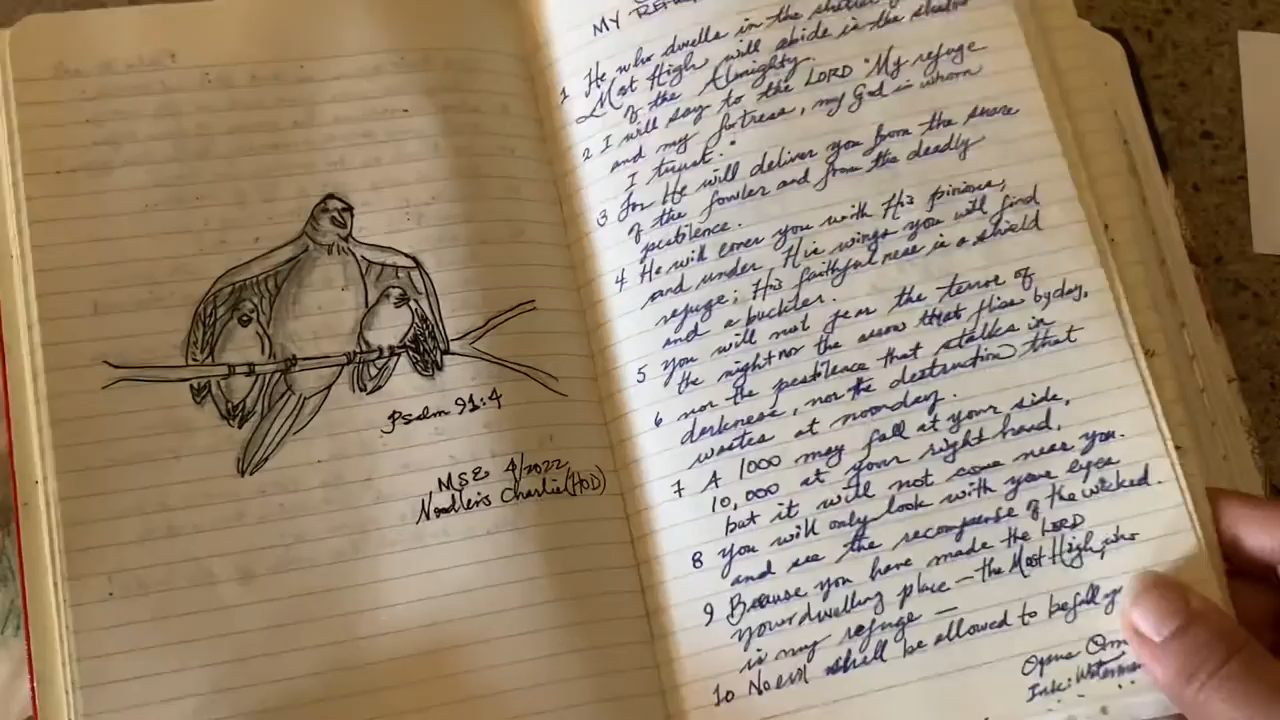 Psalm 91:4
MSE 4/2022
Noodler's Charlie (HOD)
MY REFU
1 He who dwells in the shelter
Most High will abide in the shadow
of the Almighty.
2 I will say to the LORD "My refuge
and my fortress, my God in whom
I trust."
3 For He will deliver you from the snare
of the fowler and from the deadly
pestilence.
4 He will cover you with His pinions,
and under His wings you will find
refuge; His faithfulness is a shield
and a buckler.
5 You will not fear the terror of
the night nor the arrow that flies by day,
6 nor the pestilence that stalks in
darkness, nor the destruction that
wastes at noonday.
7 A 1000 may fall at your side,
10,000 at your right hand,
but it will not come near you.
8 You will only look with your eyes
and see the recompense of the wicked.
9 Because you have made the LORD
your dwelling place – the Most High, who
is my refuge –
10 No evil shall be allowed to befall
Opus
Ink: Waterman